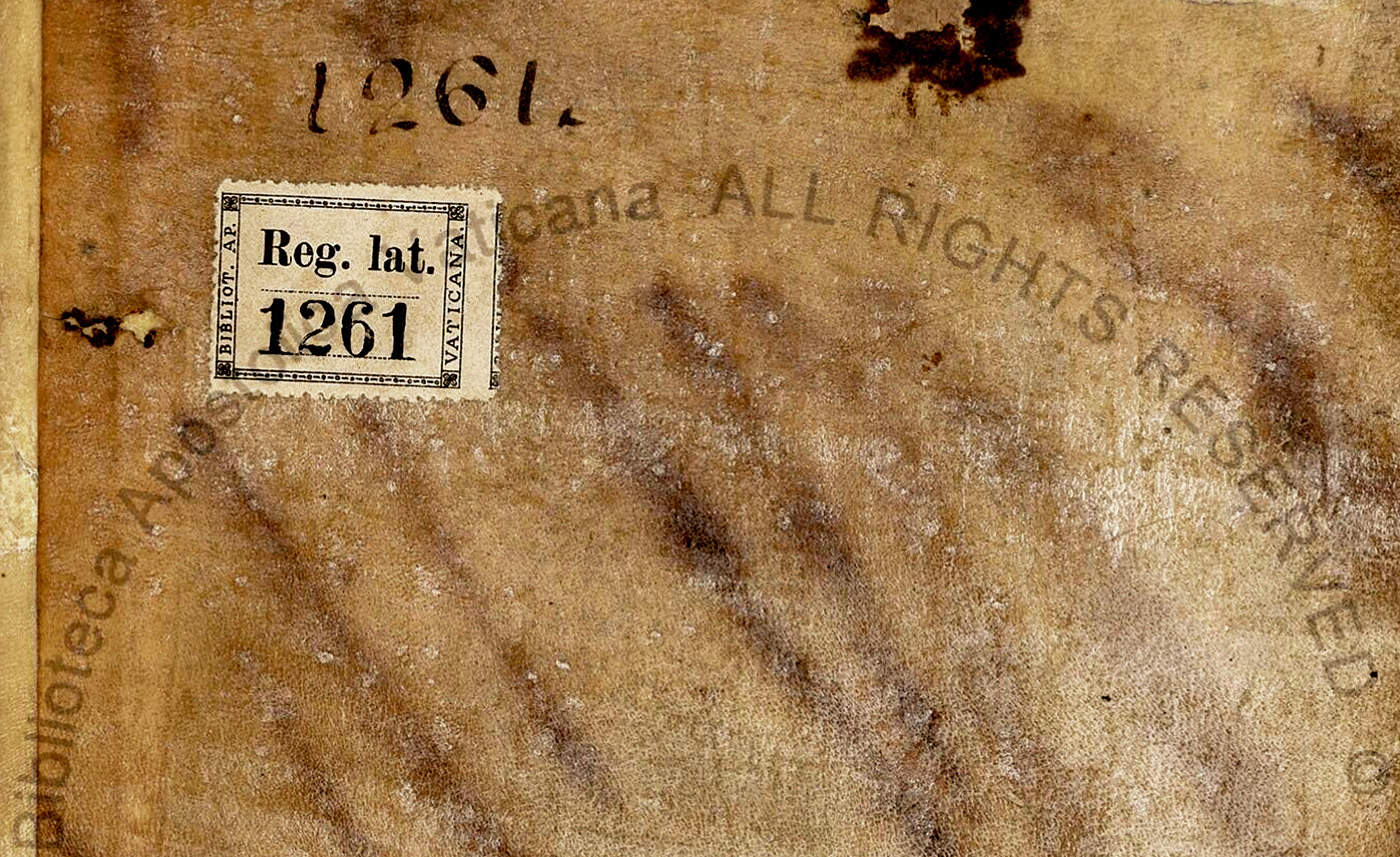 1261.
Reg. lat.
1261
BIBLIOT. AP.
VATICANA.
Biblioteca Apostolica Vaticana ALL RIGHTS RESERVED ©